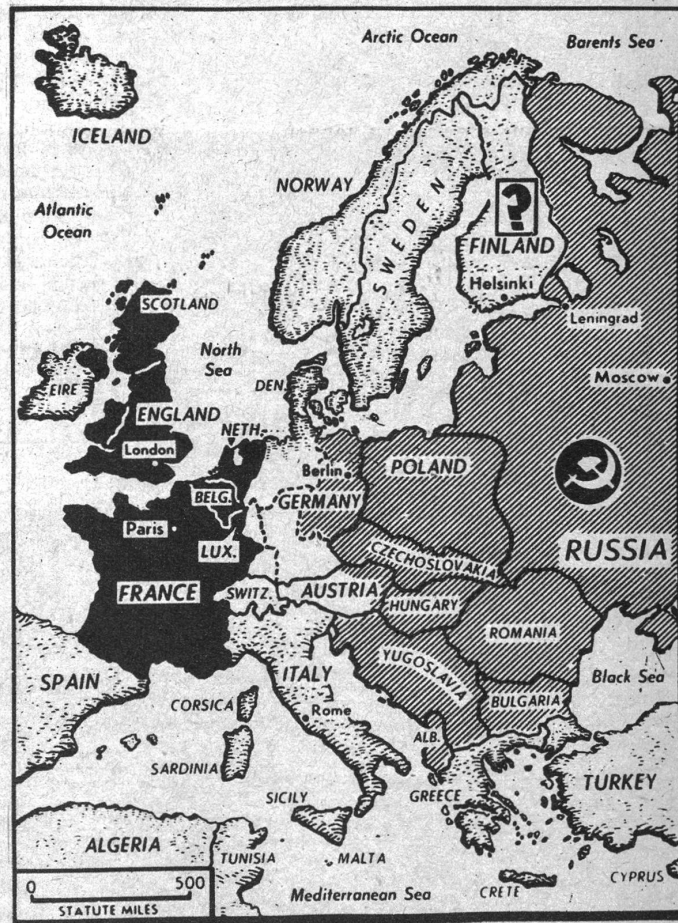 Arctic Ocean
Barents Sea
ICELAND
NORWAY
Atlantic
Ocean
SWEDEN
?
FINLAND
Helsinki
SCOTLAND
Leningrad
North
Sea
Moscow
EIRE
DEN.
ENGLAND
NETH.
London
Berlin
POLAND
BELG.
GERMANY
Paris
LUX.
CZECHOSLOVAKIA
RUSSIA
FRANCE
SWITZ.
AUSTRIA
HUNGARY
ROMANIA
SPAIN
ITALY
YUGOSLAVIA
Black Sea
CORSICA
Rome
BULGARIA
ALB.
SARDINIA
SICILY
GREECE
TURKEY
ALGERIA
TUNISIA
MALTA
CRETE
CYPRUS
0 500
STATUTE MILES
Mediterranean Sea